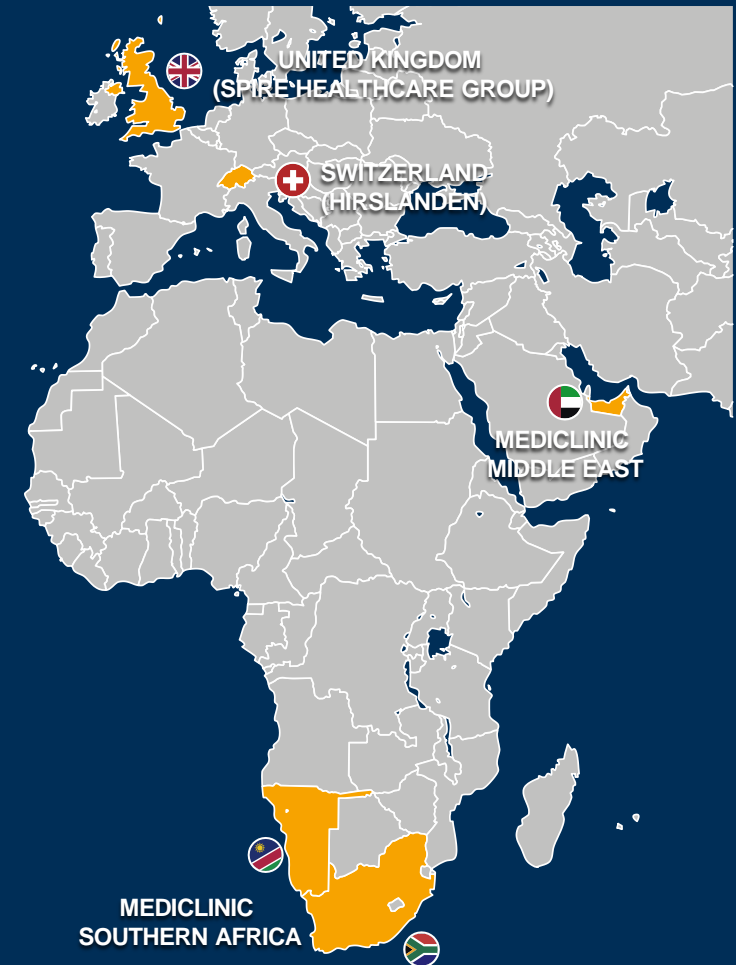 UNITED KINGDOM
(SPIRE HEALTHCARE GROUP)
SWITZERLAND
(HIRSLANDEN)
MEDICLINIC
MIDDLE EAST
MEDICLINIC
SOUTHERN AFRICA